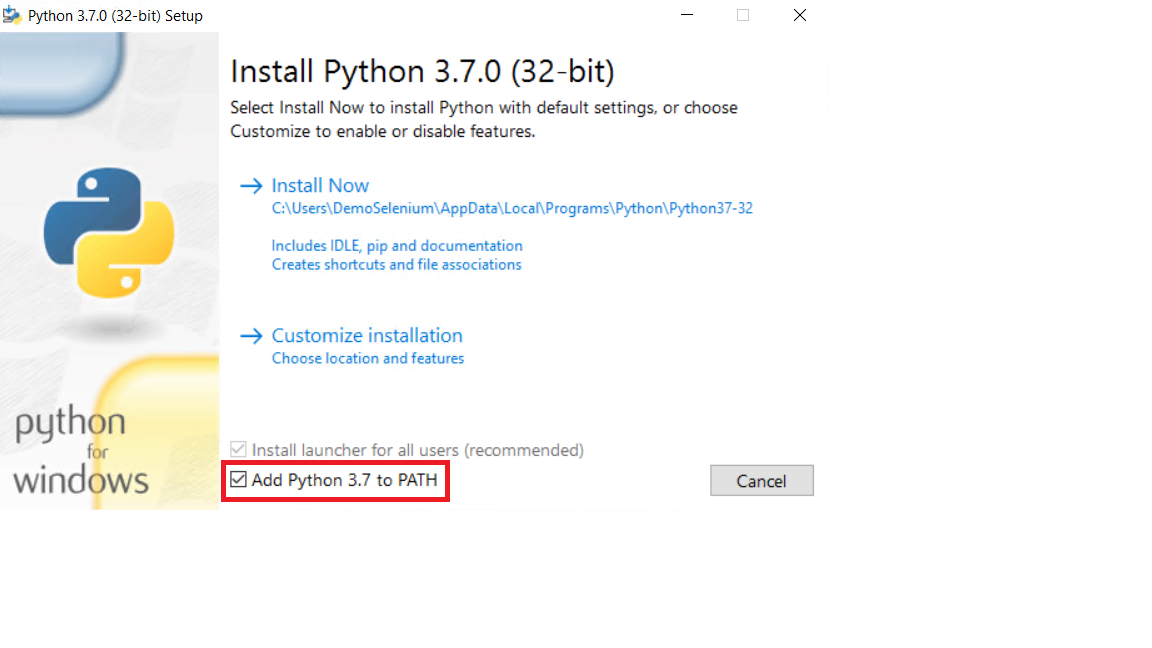 Python 3.7.0 (32-bit) Setup
Install Python 3.7.0 (32-bit)
Select Install Now to install Python with default settings, or choose
Customize to enable or disable features.
Install Now
C:\Users\DemoSelenium\AppData\Local\Programs\Python\Python37-32
Includes IDLE, pip and documentation
Creates shortcuts and file associations
Customize installation
Choose location and features
python
for
windows
Install launcher for all users (recommended)
Add Python 3.7 to PATH
Cancel